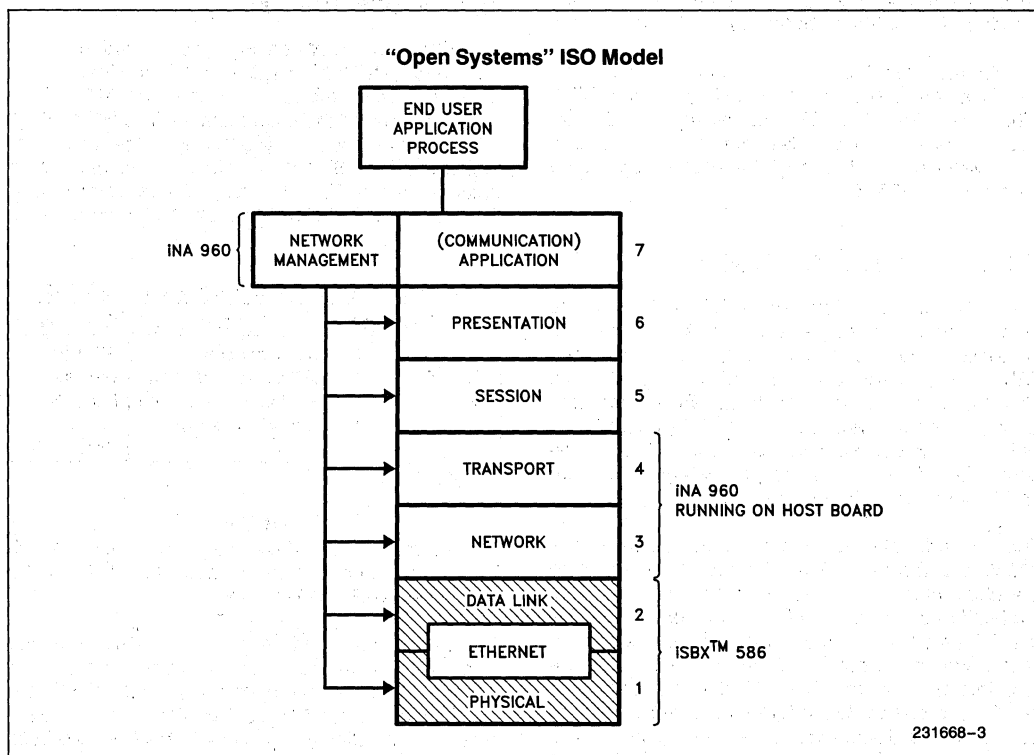 "Open Systems" ISO Model
END USER
APPLICATION
PROCESS
iNA 960
NETWORK
MANAGEMENT
(COMMUNICATION)
APPLICATION
7
PRESENTATION
6
SESSION
5
TRANSPORT
4
iNA 960
RUNNING ON HOST BOARD
NETWORK
3
DATA LINK
2
ETHERNET
iSBX™ 586
PHYSICAL
1
231668-3